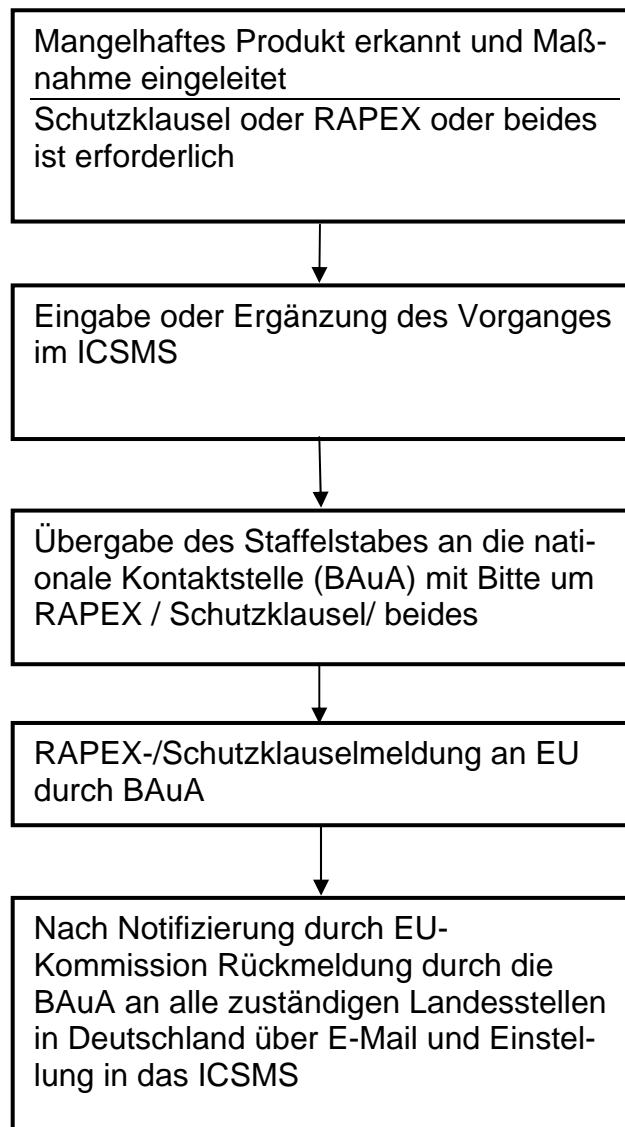 Mangelhaftes Produkt erkannt und Maß-
nahme eingeleitet
Schutzklausel oder RAPEX oder beides
ist erforderlich
Eingabe oder Ergänzung des Vorganges
im ICSMS
Übergabe des Staffelstabes an die nati-
onale Kontaktstelle (BAuA) mit Bitte um
RAPEX / Schutzklausel/ beides
RAPEX-/Schutzklauselmeldung an EU
durch BAuA
Nach Notifizierung durch EU-
Kommission Rückmeldung durch die
BAuA an alle zuständigen Landesstellen
in Deutschland über E-Mail und Einstel-
lung in das ICSMS